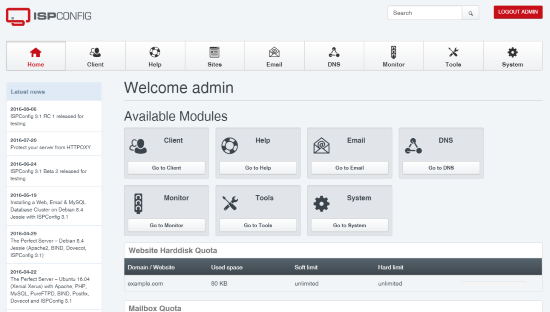 ISPCONFIG
Search
LOGOUT ADMIN
Home
Client
Help
Sites
Email
DNS
Monitor
Tools
System
Latest news
2016-08-05
ISPConfig 3.1 RC 1 released for
testing
2016-07-20
Protect your server from HTTPOXY
2016-06-24
ISPConfig 3.1 Beta 2 released for
testing
2016-05-19
Installing a Web, Email & MySQL
Database Cluster on Debian 8.4
Jessie with ISPConfig 3.1
2016-04-29
The Perfect Server – Debian 8.4
Jessie (Apache2, BIND, Dovecot,
ISPConfig 3.1)
2016-04-22
The Perfect Server – Ubuntu 16.04
(Xenial Xerus) with Apache, PHP,
MySQL, PureFTPD, BIND, Postfix,
Dovecot and ISPConfig 3.1
Welcome admin
Available Modules
Client
Go to Client
Help
Go to Help
Email
Go to Email
DNS
Go to DNS
Monitor
Go to Monitor
Tools
Go to Tools
System
Go to System
Website Harddisk Quota
Domain / Website Used space Soft limit Hard limit
example.com 80 KB unlimited unlimited
Mailbox Quota